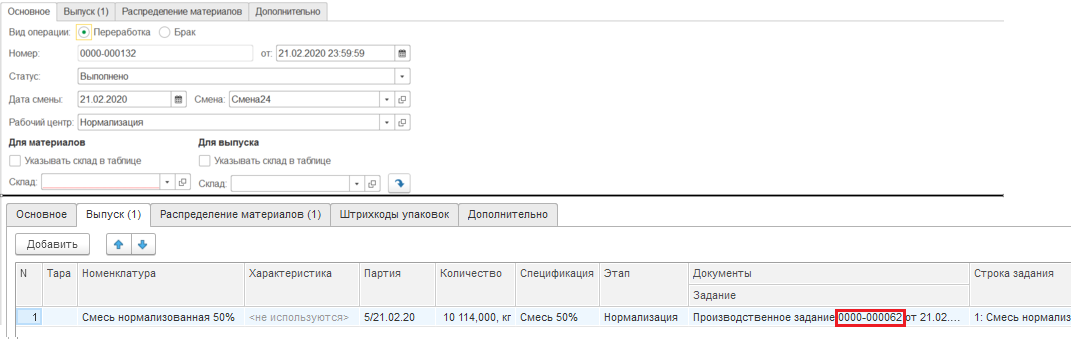 Основное Выпуск (1) Распределение материалов Дополнительно
Вид операции: Переработка Брак
Номер: 0000-000132 от: 21.02.2020 23:59:59
Статус: Выполнено
Дата смены: 21.02.2020 Смена: Смена24
Рабочий центр: Нормализация
Для материалов Для выпуска
Указывать склад в таблице Указывать склад в таблице
Склад: Склад:
Основное Выпуск (1) Распределение материалов (1) Штрихкоды упаковок Дополнительно
Добавить
N Тара Номенклатура Характеристика Партия Количество Спецификация Этап Документы Строка задания
Задание
1 Смесь нормализованная 50% <не используются> 5/21.02.20 10 114,000, кг Смесь 50% Нормализация Производственное задание 0000-000062 от 21.02.... 1: Смесь нормализ